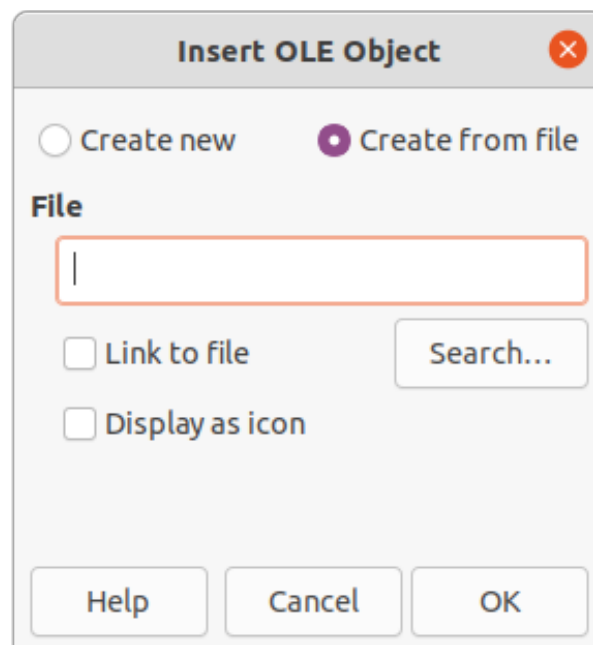 Insert OLE Object
Create new Create from file
File
Link to file Search...
Display as icon
Help Cancel OK